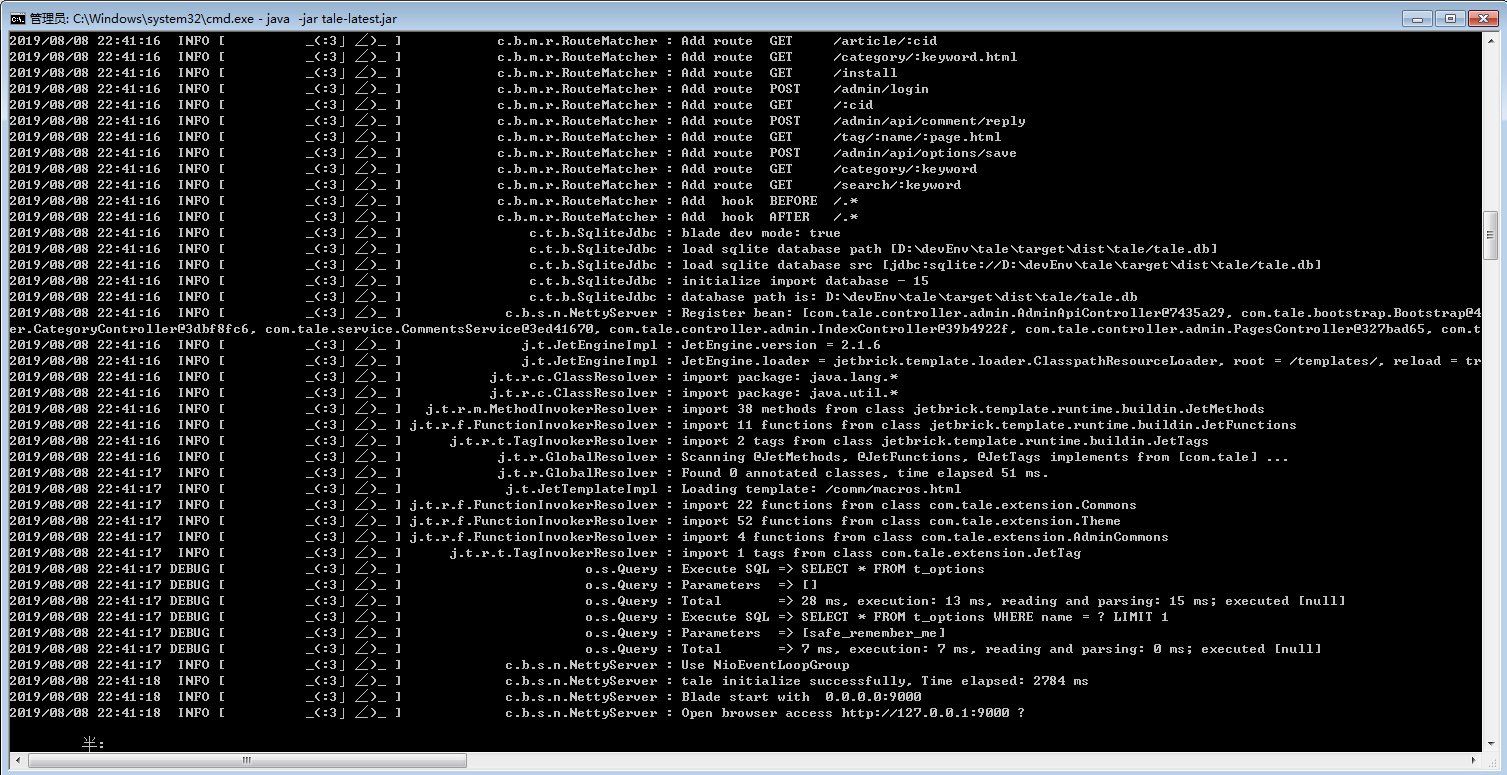 管理员: C:\Windows\system32\cmd.exe - java  -jar tale-latest.jar
2019/08/08 22:41:16  INFO [          _(:3」∠)_ ]            c.b.m.r.RouteMatcher : Add route  GET     /article/:cid
2019/08/08 22:41:16  INFO [          _(:3」∠)_ ]            c.b.m.r.RouteMatcher : Add route  GET     /category/:keyword.html
2019/08/08 22:41:16  INFO [          _(:3」∠)_ ]            c.b.m.r.RouteMatcher : Add route  GET     /install
2019/08/08 22:41:16  INFO [          _(:3」∠)_ ]            c.b.m.r.RouteMatcher : Add route  POST    /admin/login
2019/08/08 22:41:16  INFO [          _(:3」∠)_ ]            c.b.m.r.RouteMatcher : Add route  GET     /:cid
2019/08/08 22:41:16  INFO [          _(:3」∠)_ ]            c.b.m.r.RouteMatcher : Add route  POST    /admin/api/comment/reply
2019/08/08 22:41:16  INFO [          _(:3」∠)_ ]            c.b.m.r.RouteMatcher : Add route  GET     /tag/:name/:page.html
2019/08/08 22:41:16  INFO [          _(:3」∠)_ ]            c.b.m.r.RouteMatcher : Add route  POST    /admin/api/options/save
2019/08/08 22:41:16  INFO [          _(:3」∠)_ ]            c.b.m.r.RouteMatcher : Add route  GET     /category/:keyword
2019/08/08 22:41:16  INFO [          _(:3」∠)_ ]            c.b.m.r.RouteMatcher : Add route  GET     /search/:keyword
2019/08/08 22:41:16  INFO [          _(:3」∠)_ ]            c.b.m.r.RouteMatcher : Add  hook  BEFORE  /.*
2019/08/08 22:41:16  INFO [          _(:3」∠)_ ]            c.b.m.r.RouteMatcher : Add  hook  AFTER   /.*
2019/08/08 22:41:16  INFO [          _(:3」∠)_ ]                c.t.b.SqliteJdbc : blade dev mode: true
2019/08/08 22:41:16  INFO [          _(:3」∠)_ ]                c.t.b.SqliteJdbc : load sqlite database path [D:\devEnv\tale\target\dist\tale/tale.db]
2019/08/08 22:41:16  INFO [          _(:3」∠)_ ]                c.t.b.SqliteJdbc : load sqlite database src [jdbc:sqlite://D:\devEnv\tale\target\dist\tale/tale.db]
2019/08/08 22:41:16  INFO [          _(:3」∠)_ ]                c.t.b.SqliteJdbc : initialize import database - 15
2019/08/08 22:41:16  INFO [          _(:3」∠)_ ]                c.t.b.SqliteJdbc : database path is: D:\devEnv\tale\target\dist\tale/tale.db
2019/08/08 22:41:16  INFO [          _(:3」∠)_ ]             c.b.s.n.NettyServer : Register bean: [com.tale.controller.admin.AdminApiController@7435a29, com.tale.bootstrap.Bootstrap@4
er.CategoryController@3dbf8fc6, com.tale.service.CommentsService@3ed41670, com.tale.controller.admin.IndexController@39b4922f, com.tale.controller.admin.PagesController@327bad65, com.t
2019/08/08 22:41:16  INFO [          _(:3」∠)_ ]               j.t.JetEngineImpl : JetEngine.version = 2.1.6
2019/08/08 22:41:16  INFO [          _(:3」∠)_ ]               j.t.JetEngineImpl : JetEngine.loader = jetbrick.template.loader.ClasspathResourceLoader, root = /templates/, reload = tr
2019/08/08 22:41:16  INFO [          _(:3」∠)_ ]           j.t.r.c.ClassResolver : import package: java.lang.*
2019/08/08 22:41:16  INFO [          _(:3」∠)_ ]           j.t.r.c.ClassResolver : import package: java.util.*
2019/08/08 22:41:16  INFO [          _(:3」∠)_ ]   j.t.r.m.MethodInvokerResolver : import 38 methods from class jetbrick.template.runtime.buildin.JetMethods
2019/08/08 22:41:16  INFO [          _(:3」∠)_ ] j.t.r.f.FunctionInvokerResolver : import 11 functions from class jetbrick.template.runtime.buildin.JetFunctions
2019/08/08 22:41:16  INFO [          _(:3」∠)_ ]      j.t.r.t.TagInvokerResolver : import 2 tags from class jetbrick.template.runtime.buildin.JetTags
2019/08/08 22:41:16  INFO [          _(:3」∠)_ ]            j.t.r.GlobalResolver : Scanning @JetMethods, @JetFunctions, @JetTags implements from [com.tale] ...
2019/08/08 22:41:17  INFO [          _(:3」∠)_ ]            j.t.r.GlobalResolver : Found 0 annotated classes, time elapsed 51 ms.
2019/08/08 22:41:17  INFO [          _(:3」∠)_ ]             j.t.JetTemplateImpl : Loading template: /comm/macros.html
2019/08/08 22:41:17  INFO [          _(:3」∠)_ ] j.t.r.f.FunctionInvokerResolver : import 22 functions from class com.tale.extension.Commons
2019/08/08 22:41:17  INFO [          _(:3」∠)_ ] j.t.r.f.FunctionInvokerResolver : import 52 functions from class com.tale.extension.Theme
2019/08/08 22:41:17  INFO [          _(:3」∠)_ ] j.t.r.f.FunctionInvokerResolver : import 4 functions from class com.tale.extension.AdminCommons
2019/08/08 22:41:17  INFO [          _(:3」∠)_ ]      j.t.r.t.TagInvokerResolver : import 1 tags from class com.tale.extension.JetTag
2019/08/08 22:41:17 DEBUG [          _(:3」∠)_ ]                       o.s.Query : Execute SQL => SELECT * FROM t_options
2019/08/08 22:41:17 DEBUG [          _(:3」∠)_ ]                       o.s.Query : Parameters  => []
2019/08/08 22:41:17 DEBUG [          _(:3」∠)_ ]                       o.s.Query : Total       => 28 ms, execution: 13 ms, reading and parsing: 15 ms; executed [null]
2019/08/08 22:41:17 DEBUG [          _(:3」∠)_ ]                       o.s.Query : Execute SQL => SELECT * FROM t_options WHERE name = ? LIMIT 1
2019/08/08 22:41:17 DEBUG [          _(:3」∠)_ ]                       o.s.Query : Parameters  => [safe_remember_me]
2019/08/08 22:41:17 DEBUG [          _(:3」∠)_ ]                       o.s.Query : Total       => 7 ms, execution: 7 ms, reading and parsing: 0 ms; executed [null]
2019/08/08 22:41:17  INFO [          _(:3」∠)_ ]             c.b.s.n.NettyServer : Use NioEventLoopGroup
2019/08/08 22:41:18  INFO [          _(:3」∠)_ ]             c.b.s.n.NettyServer : tale initialize successfully, Time elapsed: 2784 ms
2019/08/08 22:41:18  INFO [          _(:3」∠)_ ]             c.b.s.n.NettyServer : Blade start with  0.0.0.0:9000
2019/08/08 22:41:18  INFO [          _(:3」∠)_ ]             c.b.s.n.NettyServer : Open browser access http://127.0.0.1:9000 ?
半: